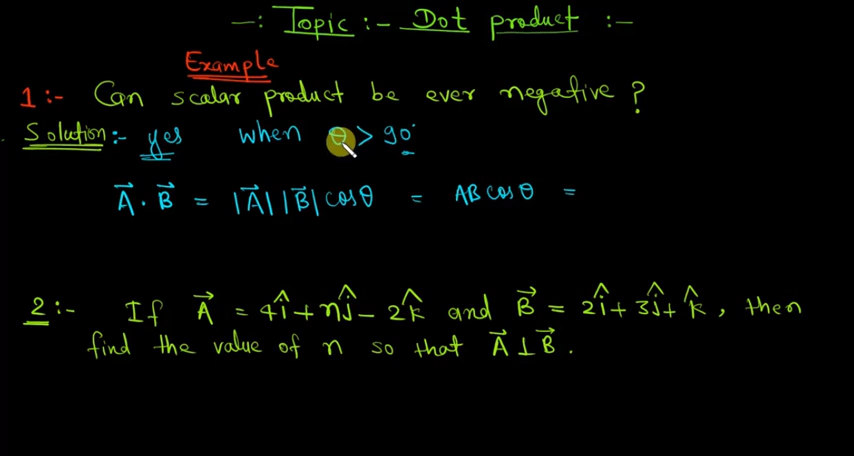 —: Topic :- Dot product :-
Example
1 :- Can scalar product be ever negative ?
Solution :- yes when θ > 90°
A⃗ . B⃗ = |A⃗| |B⃗| cosθ = AB cosθ =
2 :- If A⃗ = 4î + nĵ - 2k̂ and B⃗ = 2î + 3ĵ + k̂ , then
find the value of n so that A⃗ ⊥ B⃗ .